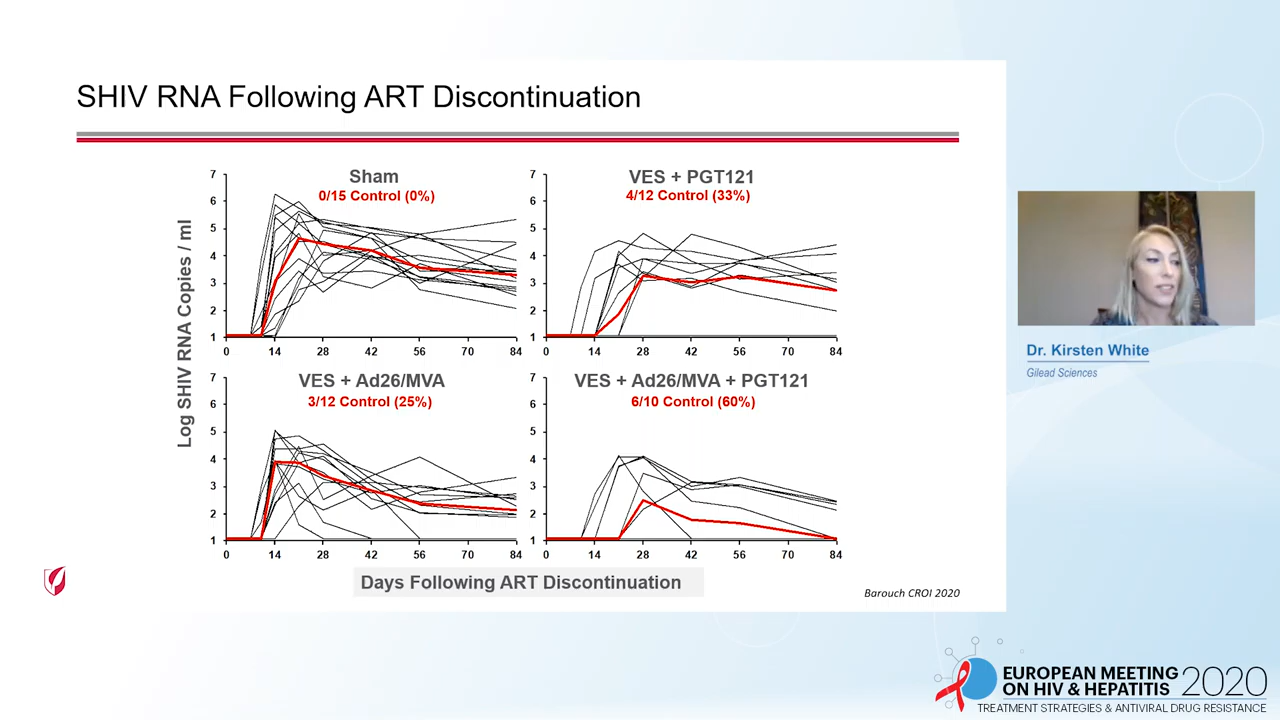 SHIV RNA Following ART Discontinuation
Log SHIV RNA Copies / ml
Sham
0/15 Control (0%)
7
6
5
4
3
2
1
0 14 28 42 56 70 84
VES + PGT121
4/12 Control (33%)
7
6
5
4
3
2
1
0 14 28 42 56 70 84
VES + Ad26/MVA
3/12 Control (25%)
7
6
5
4
3
2
1
0 14 28 42 56 70 84
VES + Ad26/MVA + PGT121
6/10 Control (60%)
7
6
5
4
3
2
1
0 14 28 42 56 70 84
Days Following ART Discontinuation
Barouch CROI 2020
Dr. Kirsten White
Gilead Sciences
EUROPEAN MEETING
ON HIV & HEPATITIS 2020
TREATMENT STRATEGIES & ANTIVIRAL DRUG RESISTANCE